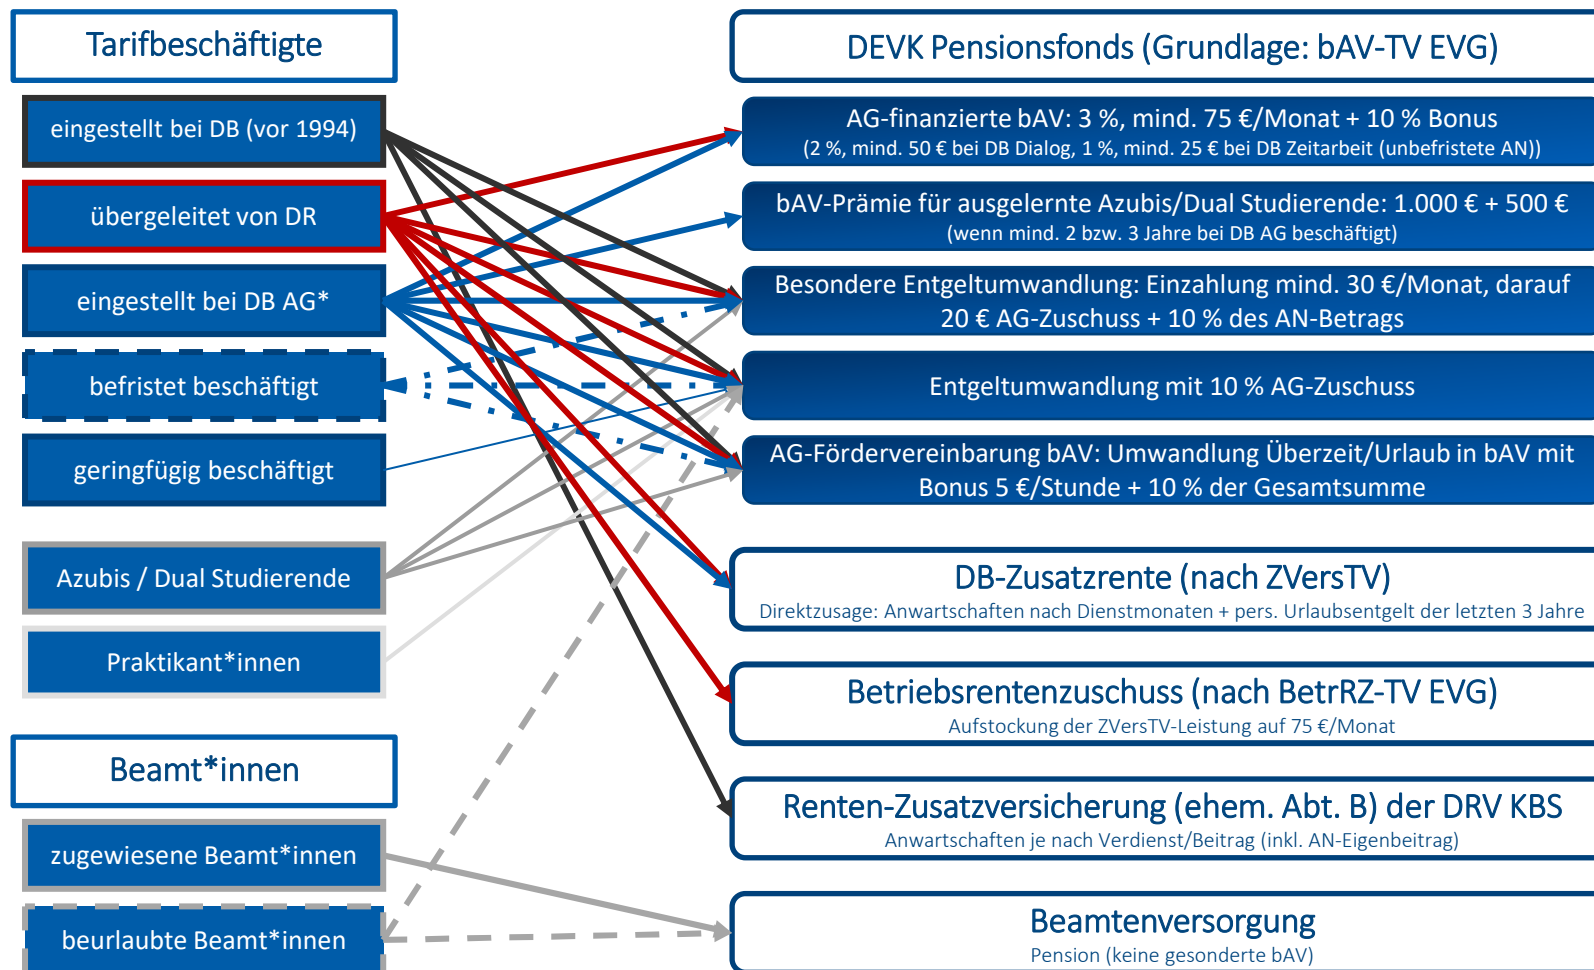 Tarifbeschäftigte
eingestellt bei DB (vor 1994)
übergeleitet von DR
eingestellt bei DB AG*
befristet beschäftigt
geringfügig beschäftigt
Azubis / Dual Studierende
Praktikant*innen
Beamt*innen
zugewiesene Beamt*innen
beurlaubte Beamt*innen
DEVK Pensionsfonds (Grundlage: bAV-TV EVG)
AG-finanzierte bAV: 3 %, mind. 75 €/Monat + 10 % Bonus
(2 %, mind. 50 € bei DB Dialog, 1 %, mind. 25 € bei DB Zeitarbeit (unbefristete AN))
bAV-Prämie für ausgelernte Azubis/Dual Studierende: 1.000 € + 500 €
(wenn mind. 2 bzw. 3 Jahre bei DB AG beschäftigt)
Besondere Entgeltumwandlung: Einzahlung mind. 30 €/Monat, darauf
20 € AG-Zuschuss + 10 % des AN-Betrags
Entgeltumwandlung mit 10 % AG-Zuschuss
AG-Fördervereinbarung bAV: Umwandlung Überzeit/Urlaub in bAV mit
Bonus 5 €/Stunde + 10 % der Gesamtsumme
DB-Zusatzrente (nach ZVersTV)
Direktzusage: Anwartschaften nach Dienstmonaten + pers. Urlaubsentgelt der letzten 3 Jahre
Betriebsrentenzuschuss (nach BetrRZ-TV EVG)
Aufstockung der ZVersTV-Leistung auf 75 €/Monat
Renten-Zusatzversicherung (ehem. Abt. B) der DRV KBS
Anwartschaften je nach Verdienst/Beitrag (inkl. AN-Eigenbeitrag)
Beamtenversorgung
Pension (keine gesonderte bAV)